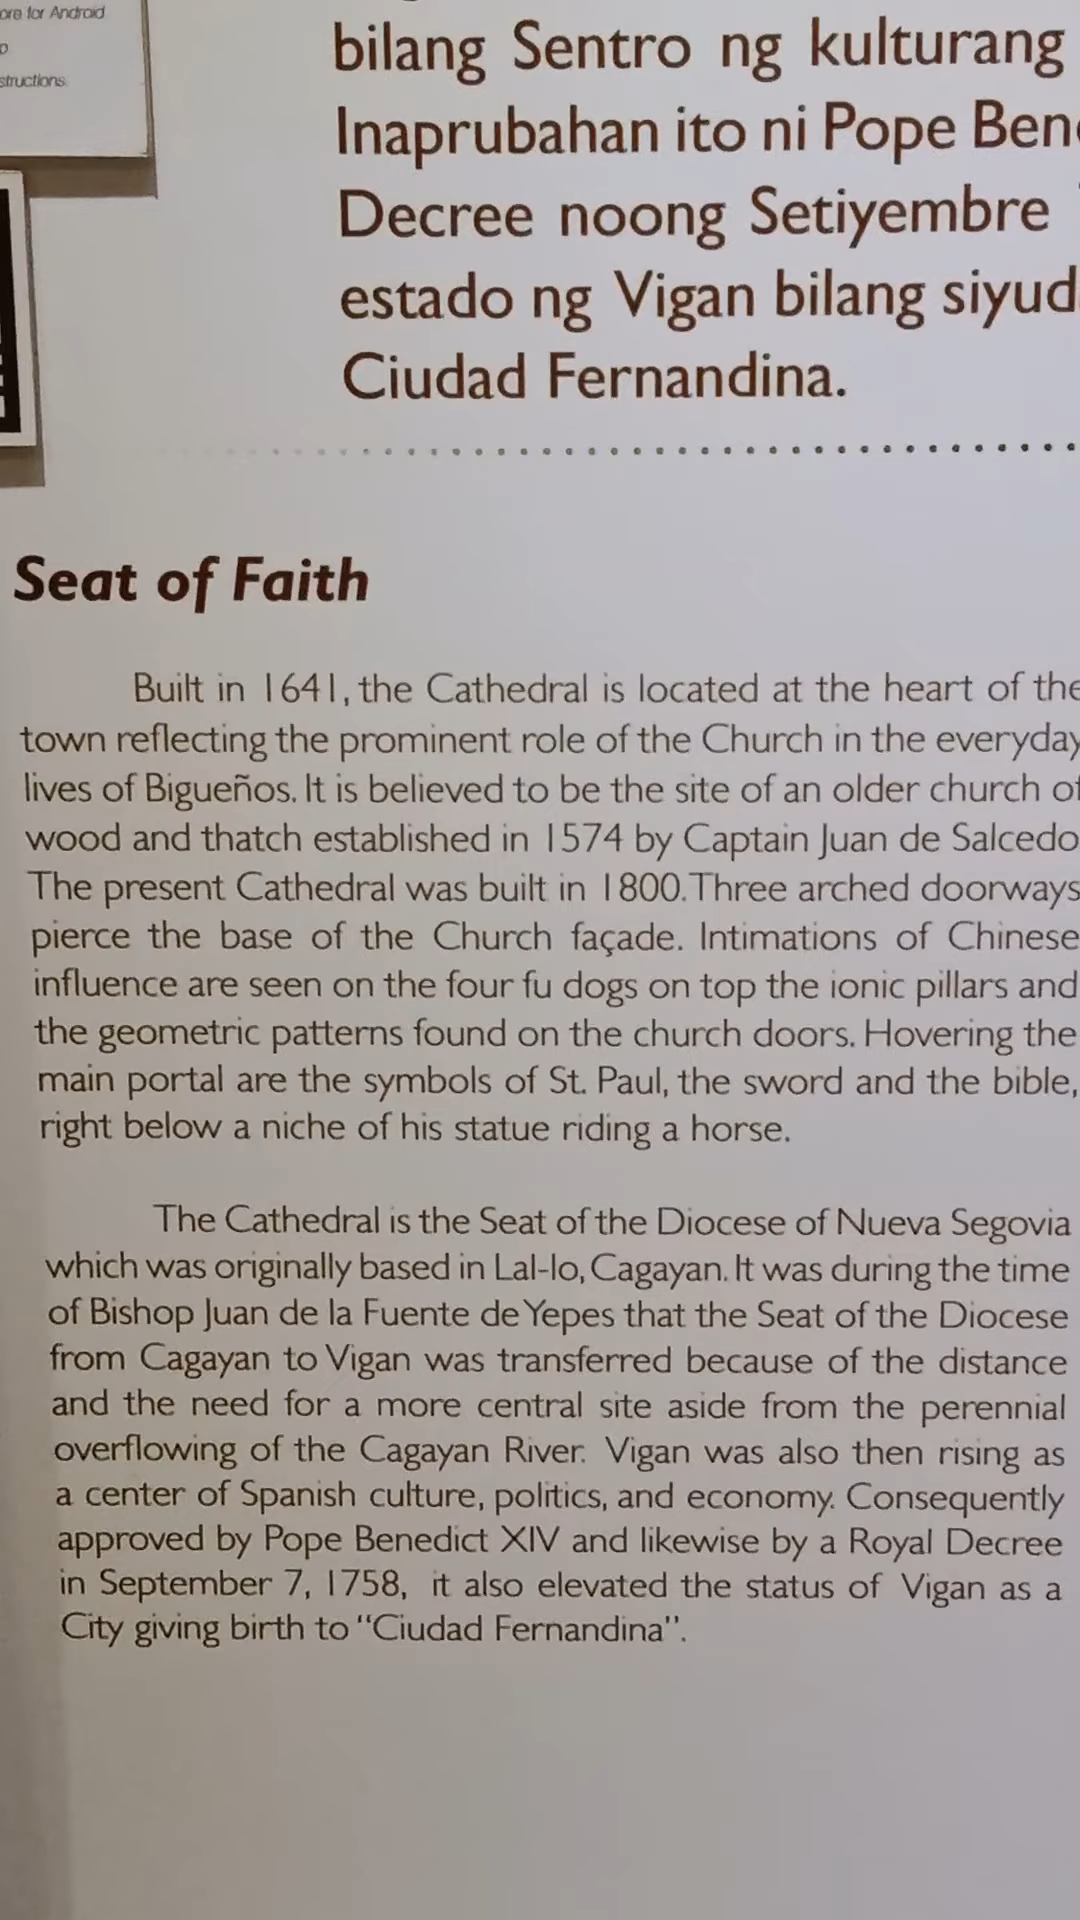 for Android
bilang Sentro ng kulturang
Inaprubahan ito ni Pope
Decree noong Setiyembre
estado ng Vigan bilang
Ciudad Fernandina.
Seat of Faith
Built in 1641, the Cathedral is located at the heart of the
town reflecting the prominent role of the Church in the everyday
lives of Bigueños. It is believed to be the site of an older church of
wood and thatch established in 1574 by Captain Juan de Salcedo
The present Cathedral was built in 1800. Three arched doorways
pierce the base of the Church façade. Intimations of Chinese
influence are seen on the four fu dogs on top the ionic pillars and
the geometric patterns found on the church doors. Hovering the
main portal are the symbols of St. Paul, the sword and the bible,
right below a niche of his statue riding a horse.
The Cathedral is the Seat of the Diocese of Nueva Segovia
which was originally based in Lal-lo, Cagayan. It was during the time
of Bishop Juan de la Fuente de Yepes that the Seat of the Diocese
from Cagayan to Vigan was transferred because of the distance
and the need for a more central site aside from the perennial
overflowing of the Cagayan River. Vigan was also then rising as
a center of Spanish culture, politics, and economy. Consequently
approved by Pope Benedict XIV and likewise by a Royal Decree
in September 7, 1758, it also elevated the status of Vigan as a
City giving birth to "Ciudad Fernandina".